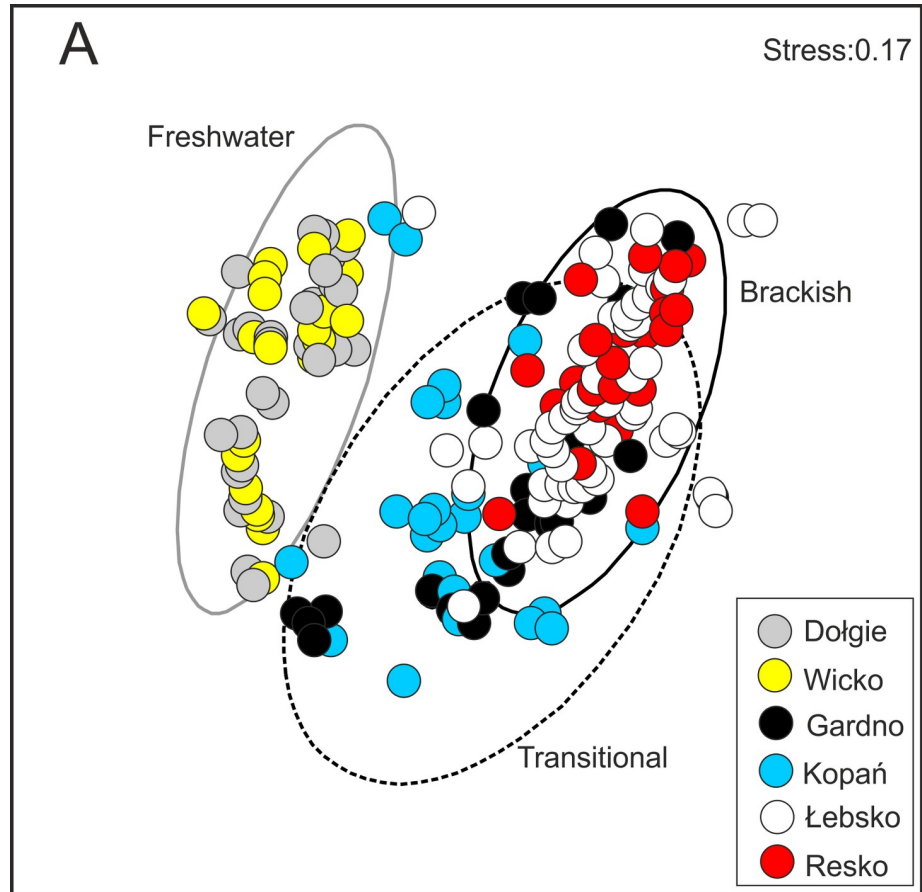 A
Stress:0.17
Freshwater
Brackish
Transitional
Dołgie
Wicko
Gardno
Kopań
Łebsko
Resko